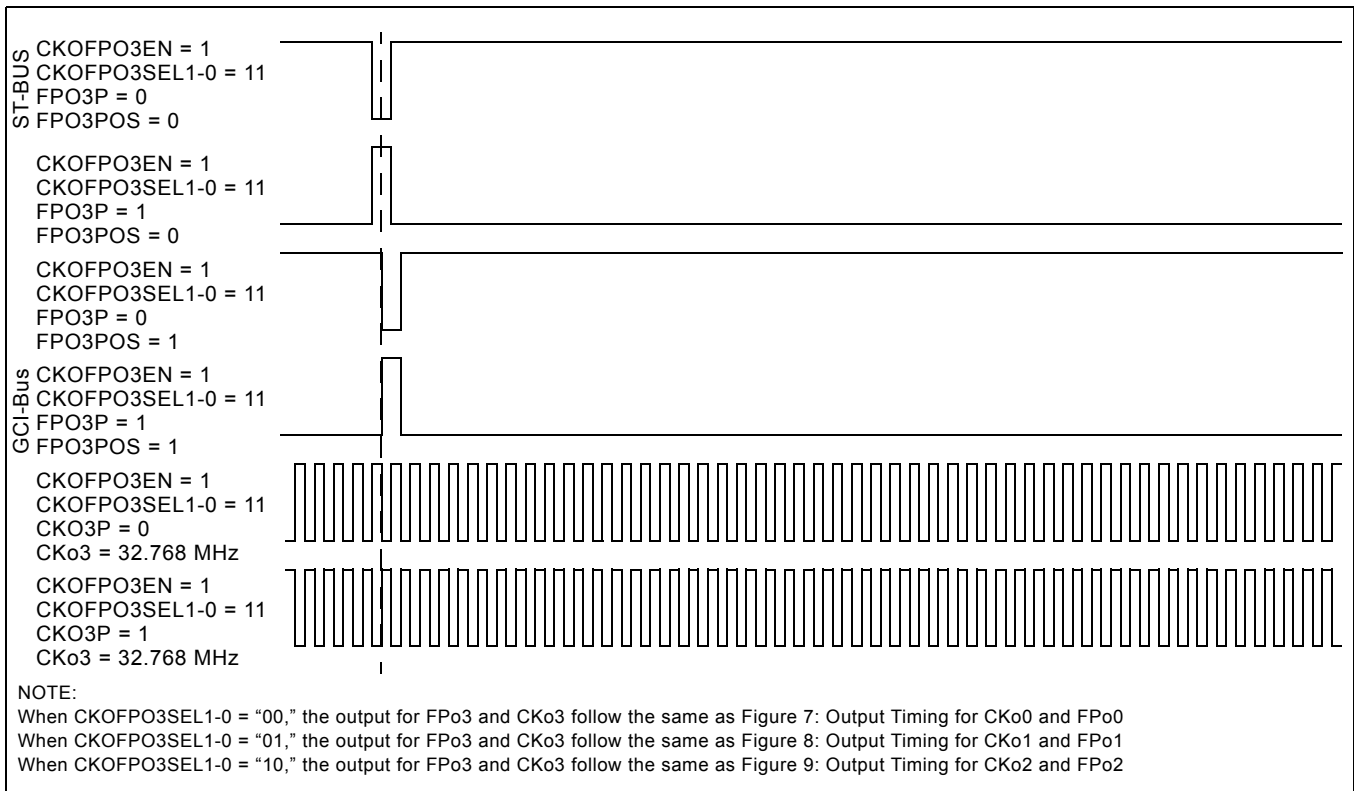 ST-BUS
CKOFPO3EN = 1
CKOFPO3SEL1-0 = 11
FPO3P = 0
FPO3POS = 0
CKOFPO3EN = 1
CKOFPO3SEL1-0 = 11
FPO3P = 1
FPO3POS = 0
CKOFPO3EN = 1
CKOFPO3SEL1-0 = 11
FPO3P = 0
FPO3POS = 1
GCI-Bus
CKOFPO3EN = 1
CKOFPO3SEL1-0 = 11
FPO3P = 1
FPO3POS = 1
CKOFPO3EN = 1
CKOFPO3SEL1-0 = 11
CKO3P = 0
CKo3 = 32.768 MHz
CKOFPO3EN = 1
CKOFPO3SEL1-0 = 11
CKO3P = 1
CKo3 = 32.768 MHz
NOTE:
When CKOFPO3SEL1-0 = “00,” the output for FPo3 and CKo3 follow the same as Figure 7: Output Timing for CKo0 and FPo0
When CKOFPO3SEL1-0 = “01,” the output for FPo3 and CKo3 follow the same as Figure 8: Output Timing for CKo1 and FPo1
When CKOFPO3SEL1-0 = “10,” the output for FPo3 and CKo3 follow the same as Figure 9: Output Timing for CKo2 and FPo2